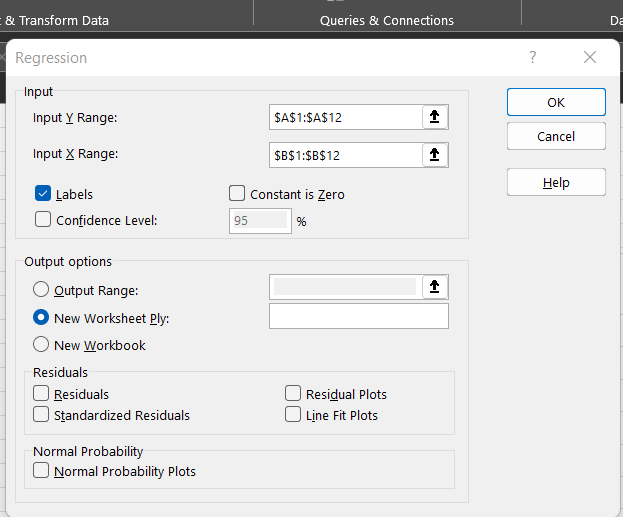 t & Transform Data Queries & Connections Da
Regression ?
Input
Input Y Range: $A$1:$A$12
Input X Range: $B$1:$B$12
Labels Constant is Zero
Confidence Level: 95 %
OK
Cancel
Help
Output options
Output Range:
New Worksheet Ply:
New Workbook
Residuals
Residuals Residual Plots
Standardized Residuals Line Fit Plots
Normal Probability
Normal Probability Plots